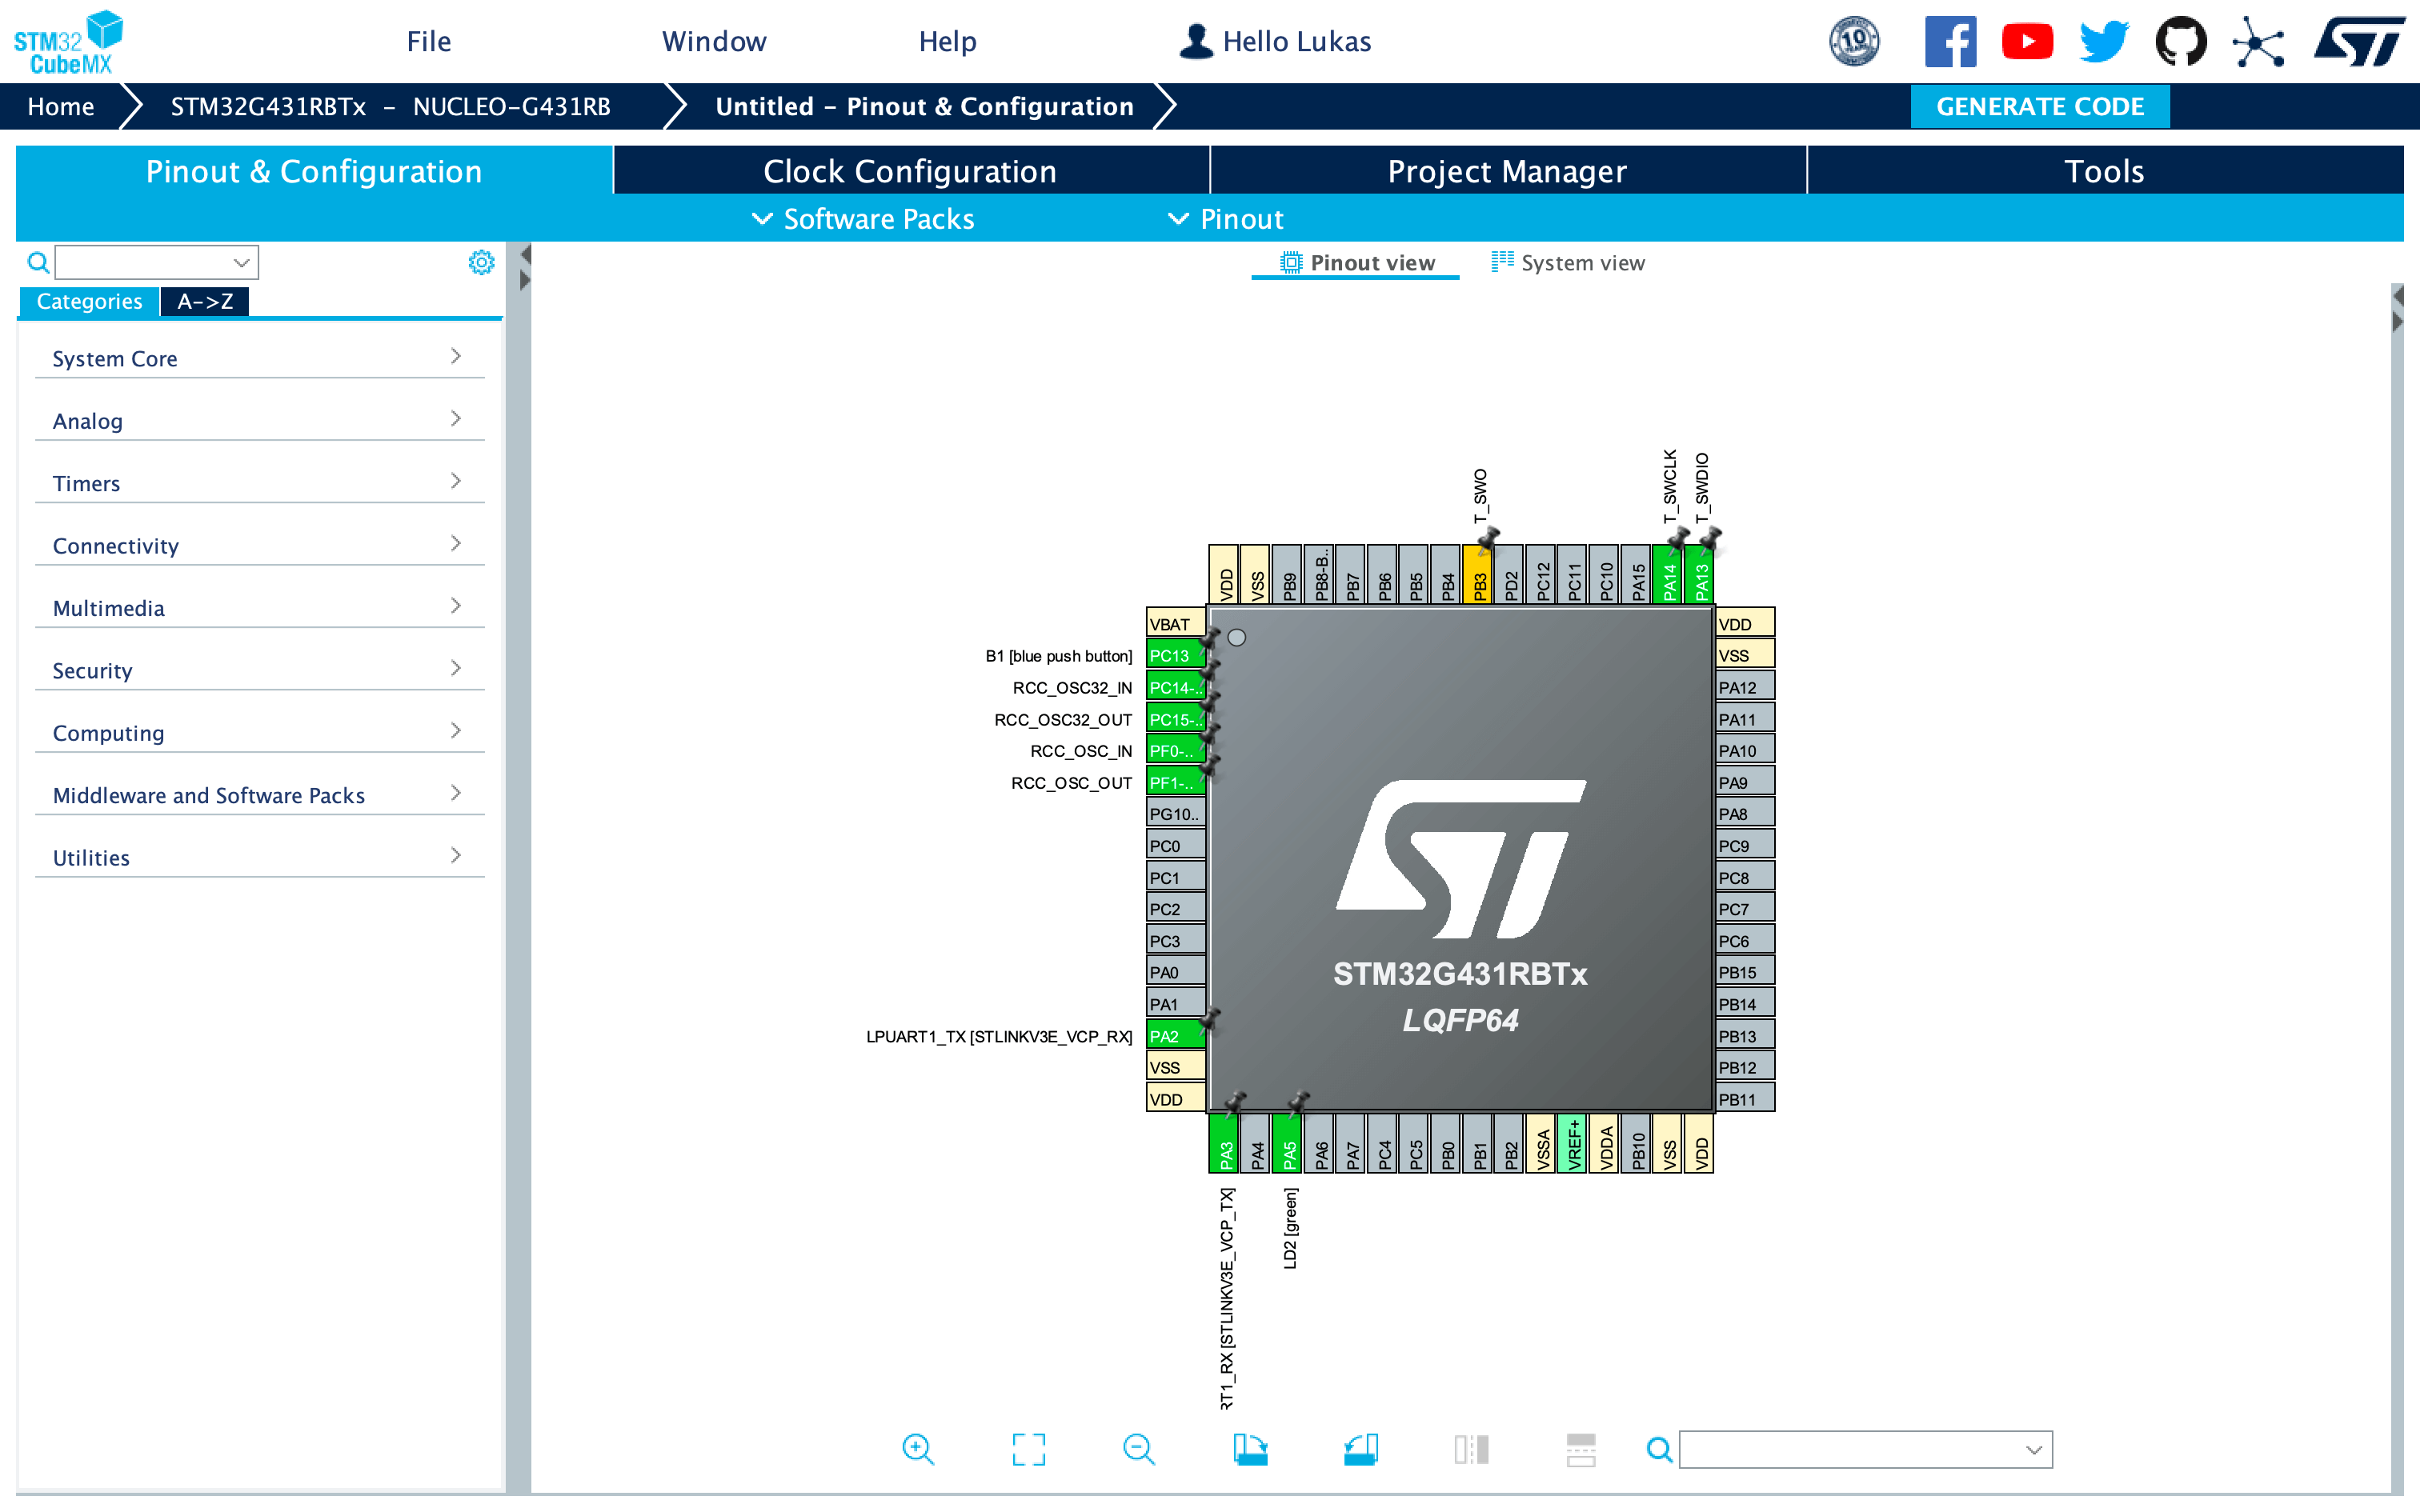 STM32
CubeMX
File
Window
Help
Hello Lukas
10
ST
Home
STM32G431RBTx - NUCLEO-G431RB
Untitled - Pinout & Configuration
GENERATE CODE
Pinout & Configuration
Clock Configuration
Project Manager
Tools
Software Packs
Pinout
Categories
A->Z
System Core
Analog
Timers
Connectivity
Multimedia
Security
Computing
Middleware and Software Packs
Utilities
Pinout view
System view
T_SWO
T_SWCLK
T_SWDIO
VDD
VSS
PB9
PB8-B..
PB7
PB6
PB5
PB4
PB3
PD2
PC12
PC11
PC10
PA15
PA14
PA13
VBAT
B1 [blue push button]
PC13
RCC_OSC32_IN
PC14-..
RCC_OSC32_OUT
PC15-..
RCC_OSC_IN
PF0-..
RCC_OSC_OUT
PF1-..
PG10..
PC0
PC1
PC2
PC3
PA0
PA1
LPUART1_TX [STLINKV3E_VCP_RX]
PA2
VSS
VDD
ST
STM32G431RBTx
LQFP64
VDD
VSS
PA12
PA11
PA10
PA9
PA8
PC9
PC8
PC7
PC6
PB15
PB14
PB13
PB12
PB11
PA3
PA4
PA5
PA6
PA7
PC4
PC5
PB0
PB1
PB2
VSSA
VREF+
VDDA
PB10
VSS
VDD
RT1_RX [STLINKV3E_VCP_TX]
LD2 [green]